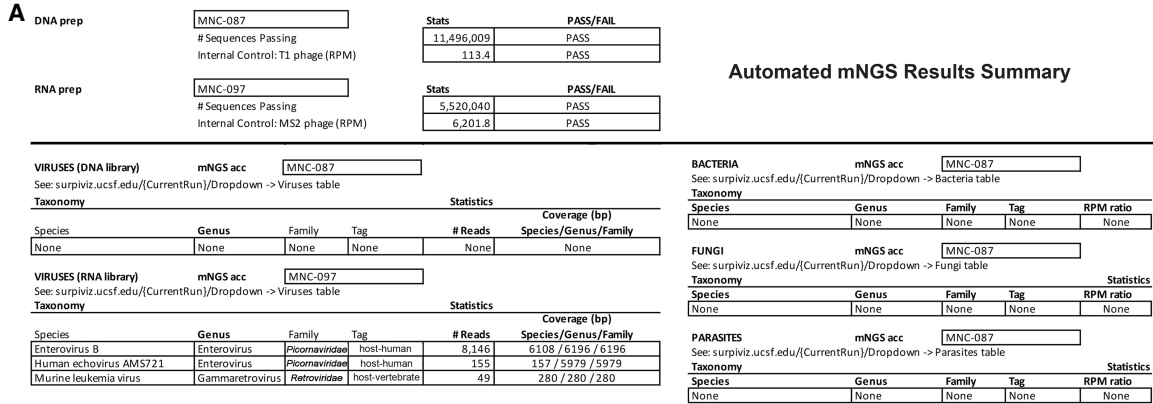 A
DNA prep MNC-087 Stats PASS/FAIL
# Sequences Passing 11,496,009 PASS
Internal Control: T1 phage (RPM) 113.4 PASS
Automated mNGS Results Summary
RNA prep MNC-097 Stats PASS/FAIL
# Sequences Passing 5,520,040 PASS
Internal Control: MS2 phage (RPM) 6,201.8 PASS
VIRUSES (DNA library) mNGS acc MNC-087
See: surpiviz.ucsf.edu/{CurrentRun}/Dropdown -> Viruses table
Taxonomy Statistics
Coverage (bp)
Species Genus Family Tag # Reads Species/Genus/Family
None None None None None None
VIRUSES (RNA library) mNGS acc MNC-097
See: surpiviz.ucsf.edu/{CurrentRun}/Dropdown -> Viruses table
Taxonomy Statistics
Coverage (bp)
Species Genus Family Tag # Reads Species/Genus/Family
Enterovirus B Enterovirus Picornaviridae host-human 8,146 6108 / 6196 / 6196
Human echovirus AMS721 Enterovirus Picornaviridae host-human 155 157 / 5979 / 5979
Murine leukemia virus Gammaretrovirus Retroviridae host-vertebrate 49 280 / 280 / 280
BACTERIA mNGS acc MNC-087
See: surpiviz.ucsf.edu/{CurrentRun}/Dropdown -> Bacteria table
Taxonomy
Species Genus Family Tag RPM ratio
None None None None None
FUNGI mNGS acc MNC-087
See: surpiviz.ucsf.edu/{CurrentRun}/Dropdown -> Fungi table
Taxonomy Statistics
Species Genus Family Tag RPM ratio
None None None None None
PARASITES mNGS acc MNC-087
See: surpiviz.ucsf.edu/{CurrentRun}/Dropdown -> Parasites table
Taxonomy Statistics
Species Genus Family Tag RPM ratio
None None None None None